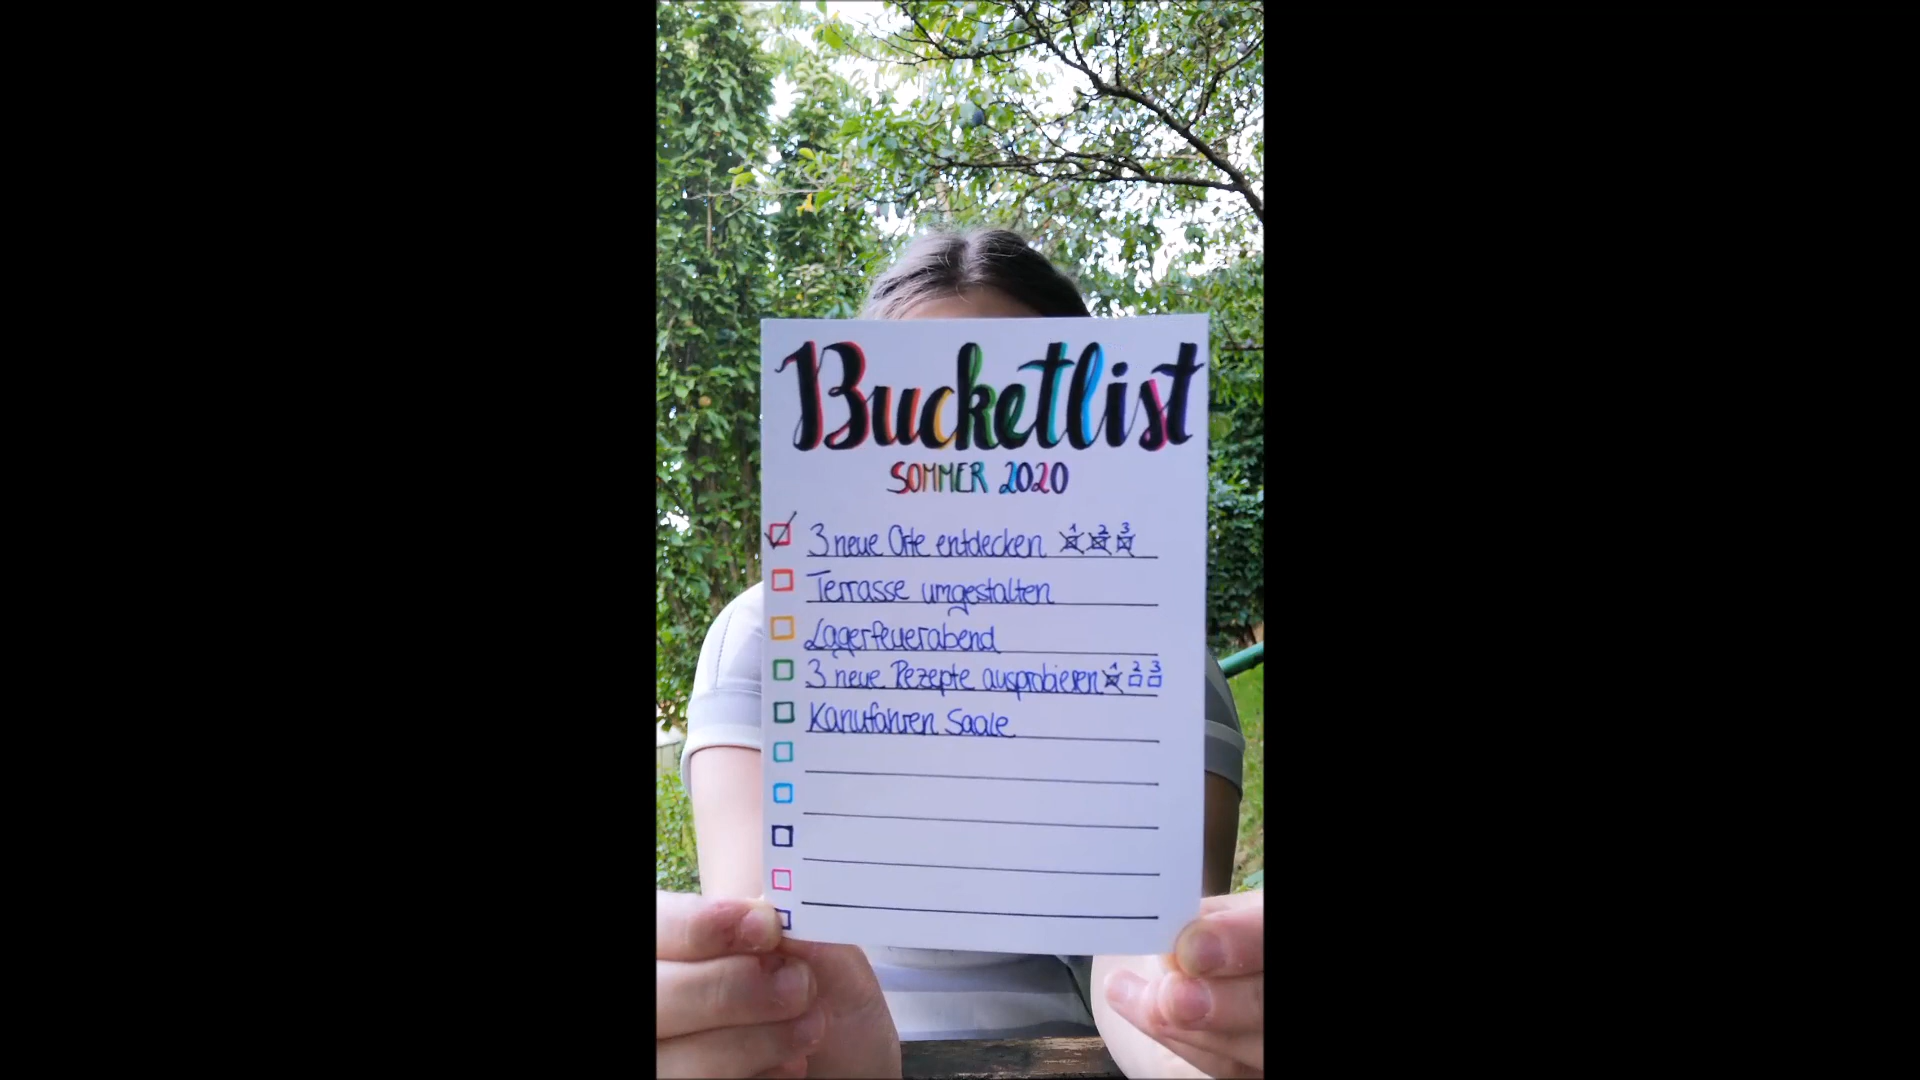 Bucketlist
SOMMER 2020
3 neue Orte entdecken 1 2 3
Terrasse umgestalten
Lagerfeuerabend
3 neue Rezepte ausprobieren 1 2 3
Kanufahren Saale